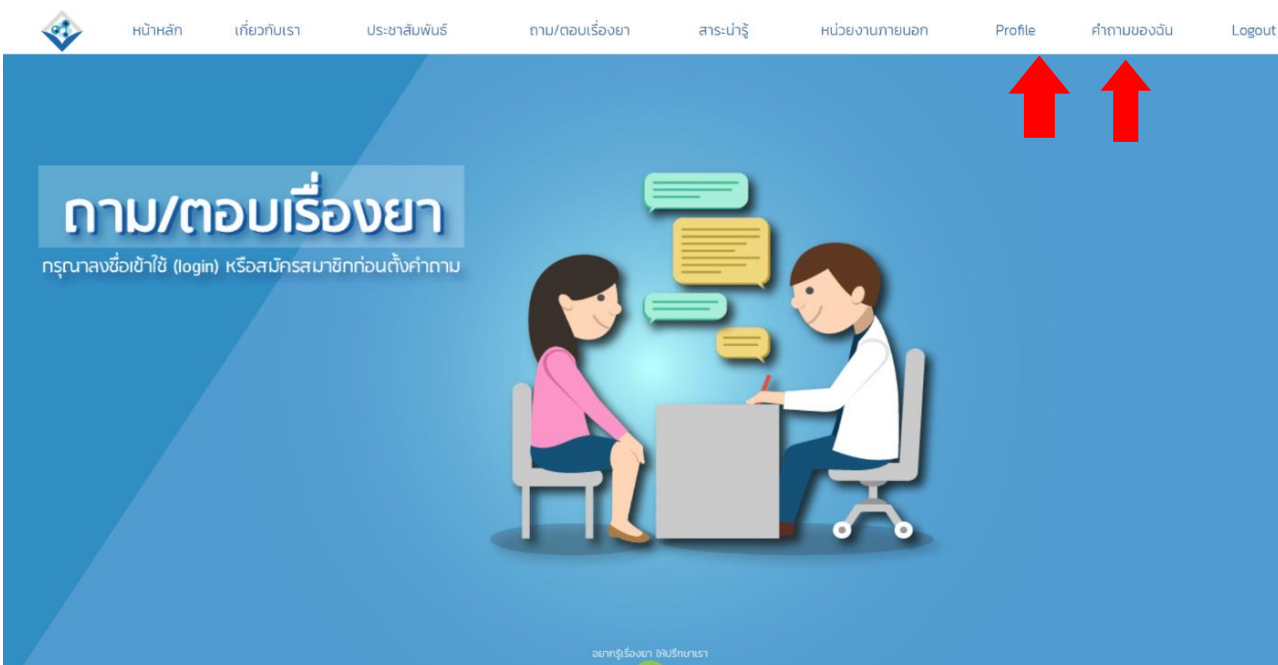 หน้าหลัก เกี่ยวกับเรา ประชาสัมพันธ์ ถาม/ตอบเรื่องยา สาระน่ารู้ หน่วยงานภายนอก Profile คำถามของฉัน Logout
ถาม/ตอบเรื่องยา
กรุณาลงชื่อเข้าใช้ (login) หรือสมัครสมาชิกก่อนตั้งคำถาม
อยากรู้เรื่องยา ให้ปรึกษาเรา